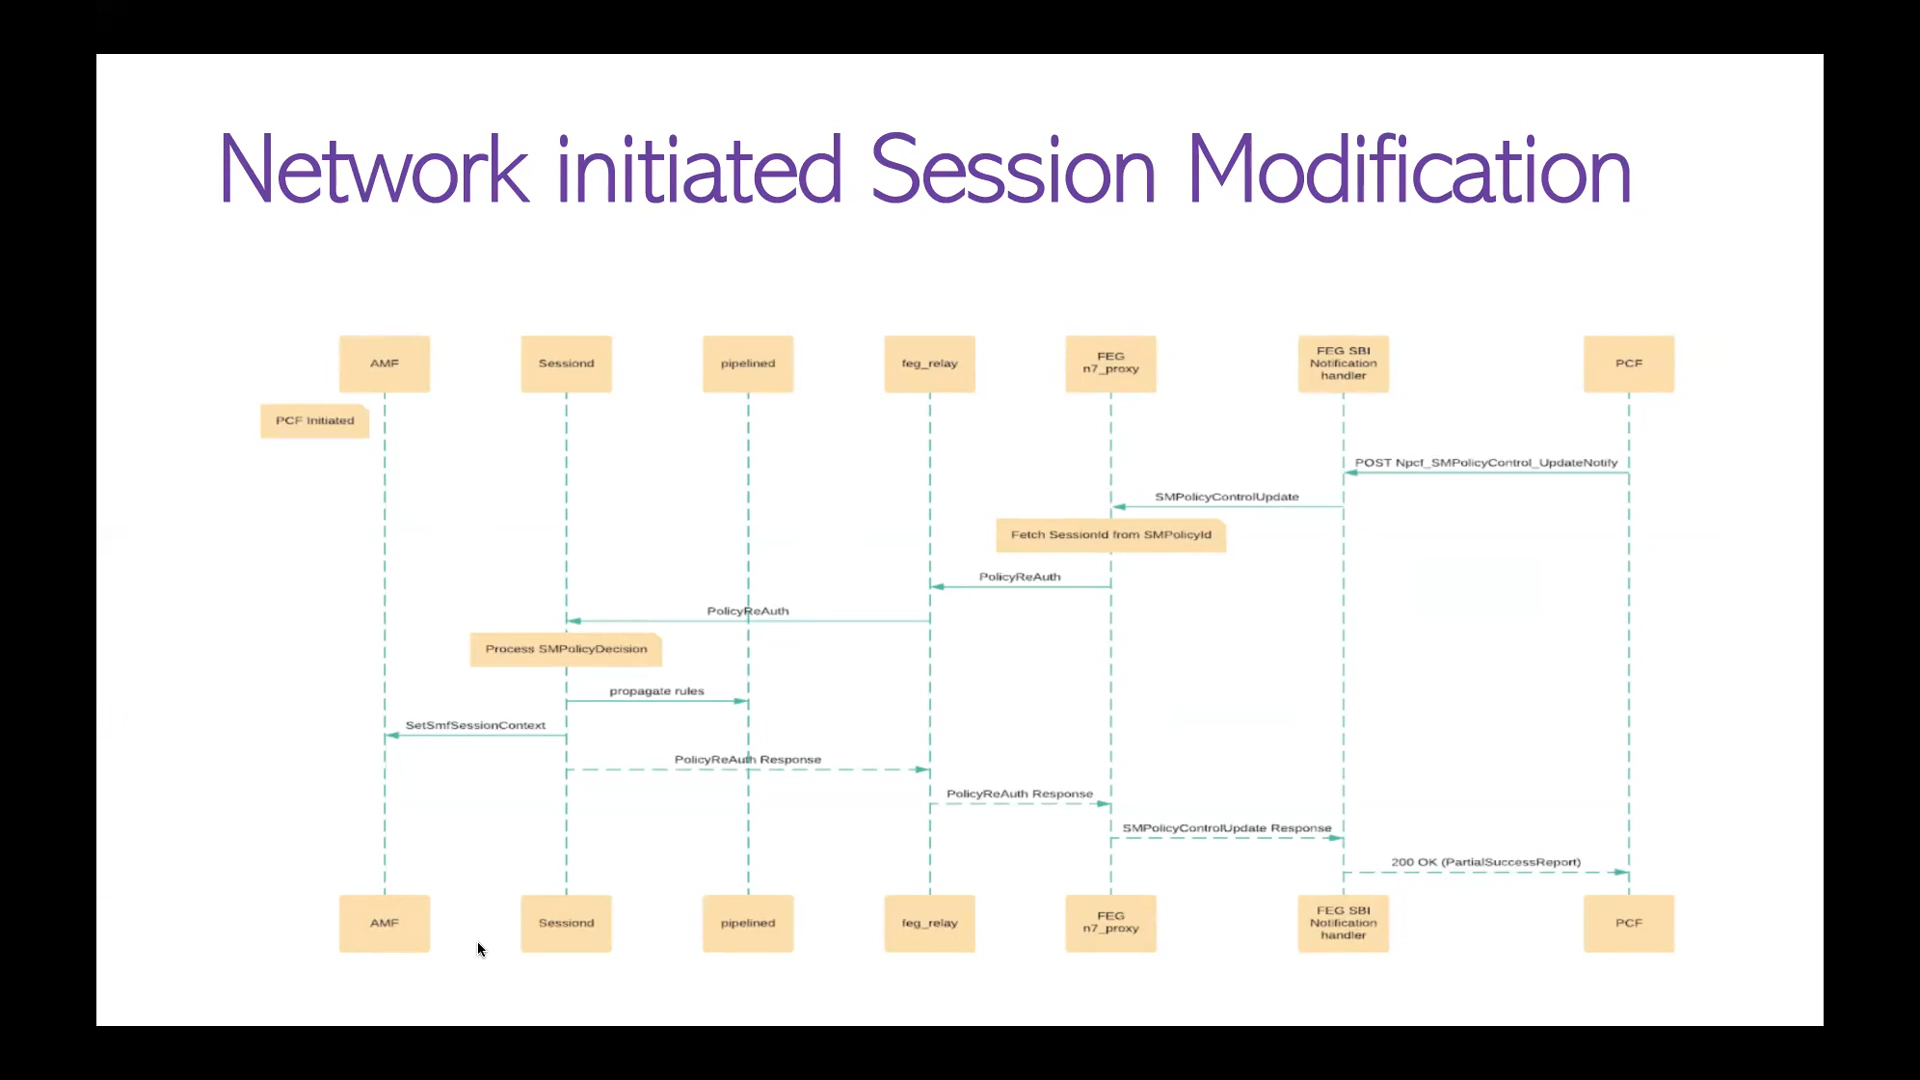 Network initiated Session Modification
AMF
Sessiond
pipelined
feg_relay
FEG
n7_proxy
FEG SBI
Notification
handler
PCF
PCF Initiated
POST Npcf_SMPolicyControl_UpdateNotify
SMPolicyControlUpdate
Fetch SessionId from SMPolicyId
PolicyReAuth
PolicyReAuth
Process SMPolicyDecision
propagate rules
SetSmfSessionContext
PolicyReAuth Response
PolicyReAuth Response
SMPolicyControlUpdate Response
200 OK (PartialSuccessReport)
AMF
Sessiond
pipelined
feg_relay
FEG
n7_proxy
FEG SBI
Notification
handler
PCF